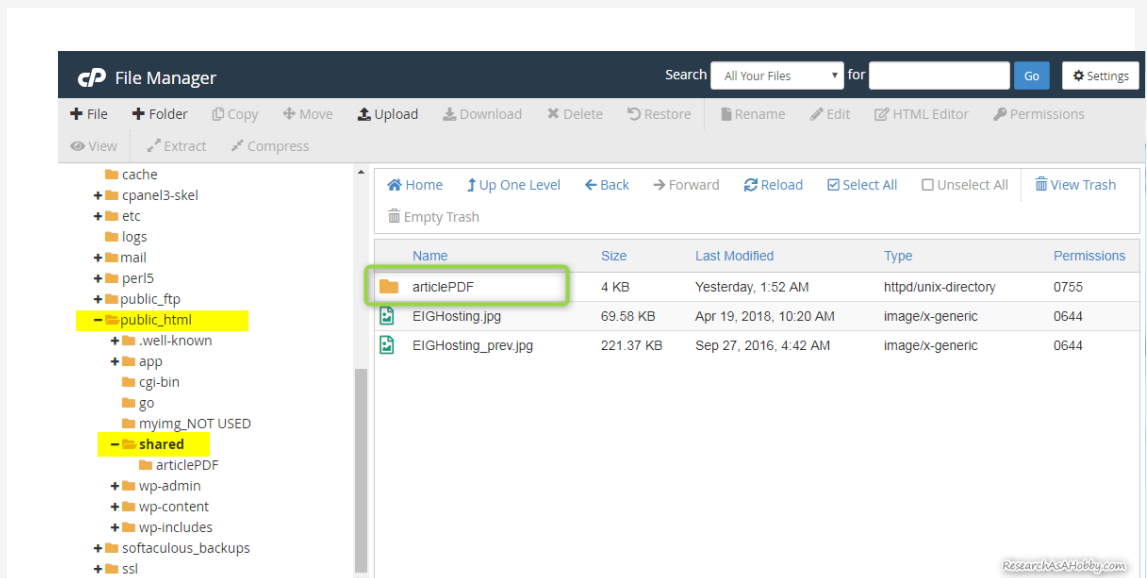 cP File Manager Search All Your Files for Go Settings
File Folder Copy Move Upload Download Delete Restore Rename Edit HTML Editor Permissions
View Extract Compress
cache
cpanel3-skel
etc
logs
mail
perl5
public_ftp
public_html
.well-known
app
cgi-bin
go
myimg_NOT USED
shared
articlePDF
wp-admin
wp-content
wp-includes
softaculous_backups
ssl
Home Up One Level Back Forward Reload Select All Unselect All View Trash
Empty Trash
Name Size Last Modified Type Permissions
articlePDF 4 KB Yesterday, 1:52 AM httpd/unix-directory 0755
EIGHosting.jpg 69.58 KB Apr 19, 2018, 10:20 AM image/x-generic 0644
EIGHosting_prev.jpg 221.37 KB Sep 27, 2016, 4:42 AM image/x-generic 0644
ResearchAsAHobby.com